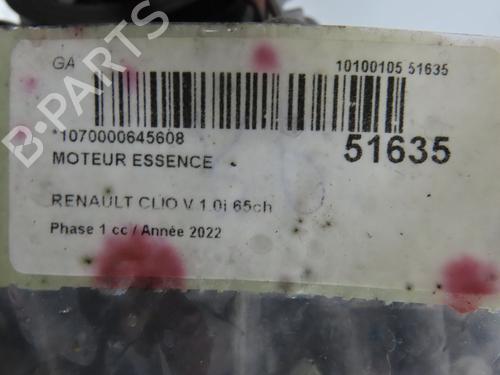 GA
10100105 51635
*1070000645608
51635
MOTEUR ESSENCE
RENAULT CLIO V 1.0i 65ch
Phase 1 cc / Année 2022
B-PARTS